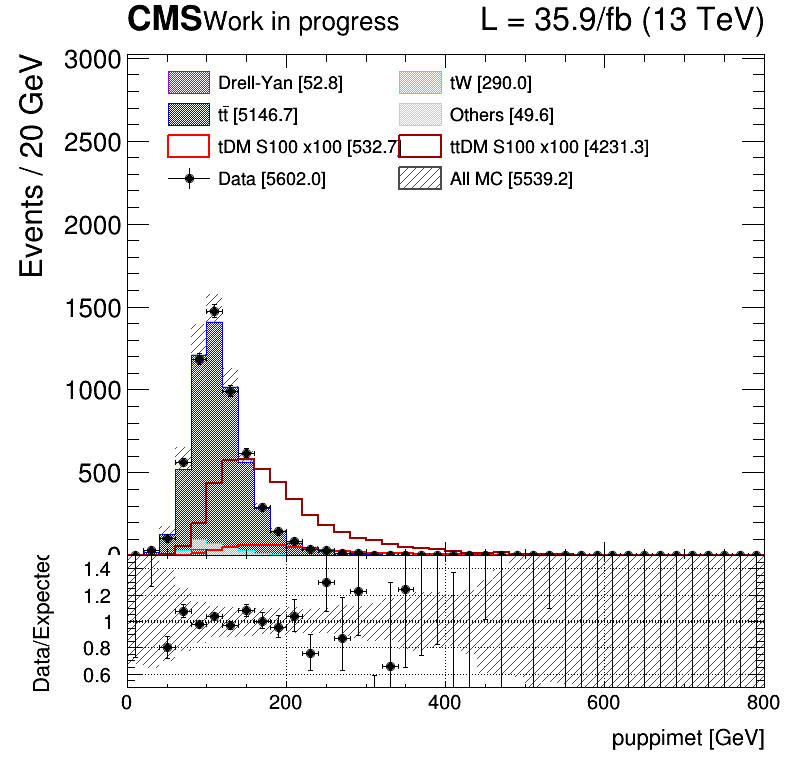 CMS Work in progress L = 35.9/fb (13 TeV)
Events / 20 GeV
3000
2500
2000
1500
1000
500
0
Drell-Yan [52.8] tW [290.0]
tt̄ [5146.7] Others [49.6]
tDM S100 x100 [532.7] ttDM S100 x100 [4231.3]
Data [5602.0] All MC [5539.2]
Data/Expected
1.4
1.2
1
0.8
0.6
0 200 400 600 800
puppimet [GeV]